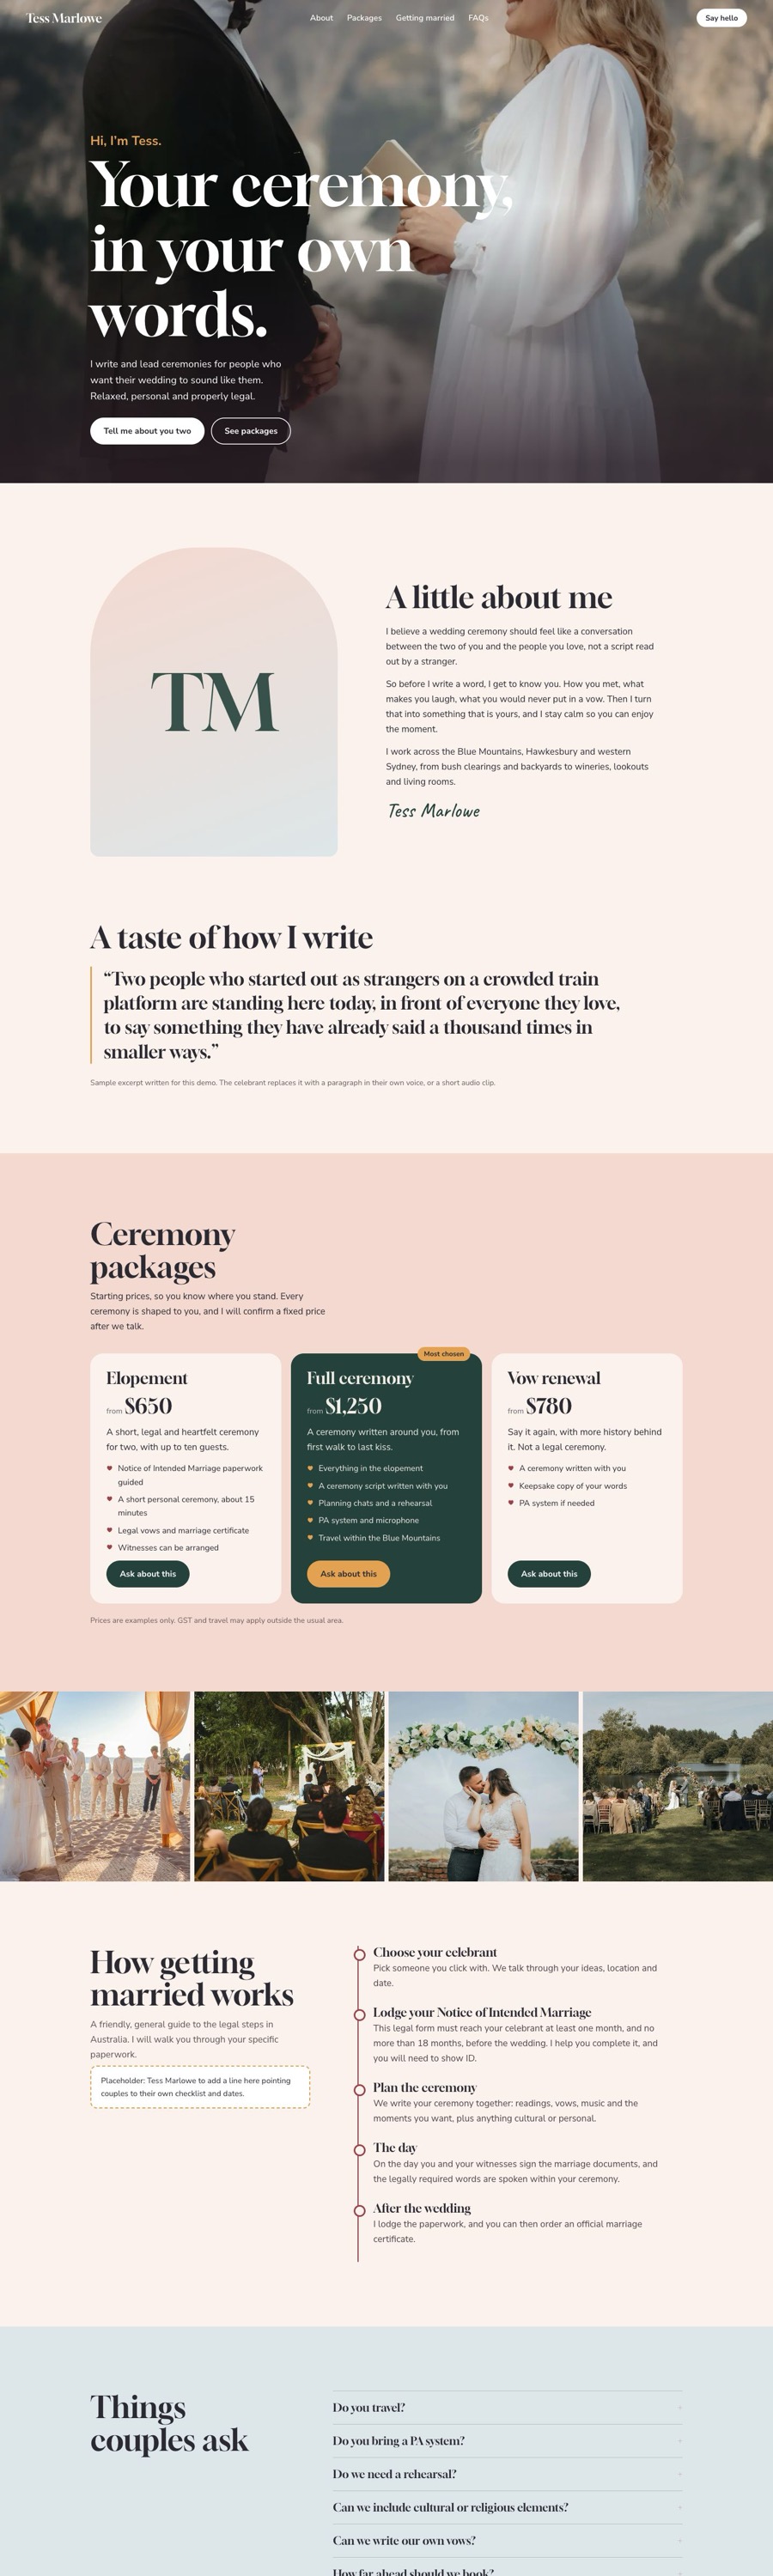 Tess Marlowe
About
Packages
Getting married
FAQs
Say hello
Hi, I'm Tess.
Your ceremony,
in your own
words.
I write and lead ceremonies for people who
want their wedding to sound like them.
Relaxed, personal and properly legal.
Tell me about you two
See packages
TM
A little about me
I believe a wedding ceremony should feel like a conversation
between the two of you and the people you love, not a script read
out by a stranger.
So before I write a word, I get to know you. How you met, what
makes you laugh, what you would never put in a vow. Then I turn
that into something that is yours, and I stay calm so you can enjoy
the moment.
I work across the Blue Mountains, Hawkesbury and western
Sydney, from bush clearings and backyards to wineries, lookouts
and living rooms.
Tess Marlowe
A taste of how I write
“Two people who started out as strangers on a crowded train
platform are standing here today, in front of everyone they love,
to say something they have already said a thousand times in
smaller ways.”
Sample excerpt written for this demo. The celebrant replaces it with a paragraph in their own voice, or a short audio clip.
Ceremony
packages
Starting prices, so you know where you stand. Every
ceremony is shaped to you, and I will confirm a fixed price
after we talk.
Elopement
from $650
A short, legal and heartfelt ceremony
for two, with up to ten guests.
Notice of Intended Marriage paperwork
guided
A short personal ceremony, about 15
minutes
Legal vows and marriage certificate
Witnesses can be arranged
Ask about this
Most chosen
Full ceremony
from $1,250
A ceremony written around you, from
first walk to last kiss.
Everything in the elopement
A ceremony script written with you
Planning chats and a rehearsal
PA system and microphone
Travel within the Blue Mountains
Ask about this
Vow renewal
from $780
Say it again, with more history behind
it. Not a legal ceremony.
A ceremony written with you
Keepsake copy of your words
PA system if needed
Ask about this
Prices are examples only. GST and travel may apply outside the usual area.
How getting
married works
A friendly, general guide to the legal steps in
Australia. I will walk you through your specific
paperwork.
Placeholder: Tess Marlowe to add a line here pointing
couples to their own checklist and dates.
Choose your celebrant
Pick someone you click with. We talk through your ideas, location and
date.
Lodge your Notice of Intended Marriage
This legal form must reach your celebrant at least one month, and no
more than 18 months, before the wedding. I help you complete it, and
you will need to show ID.
Plan the ceremony
We write your ceremony together: readings, vows, music and the
moments you want, plus anything cultural or personal.
The day
On the day you and your witnesses sign the marriage documents, and
the legally required words are spoken within your ceremony.
After the wedding
I lodge the paperwork, and you can then order an official marriage
certificate.
Things
couples ask
Do you travel?
Do you bring a PA system?
Do we need a rehearsal?
Can we include cultural or religious elements?
Can we write our own vows?
How far ahead should we book?